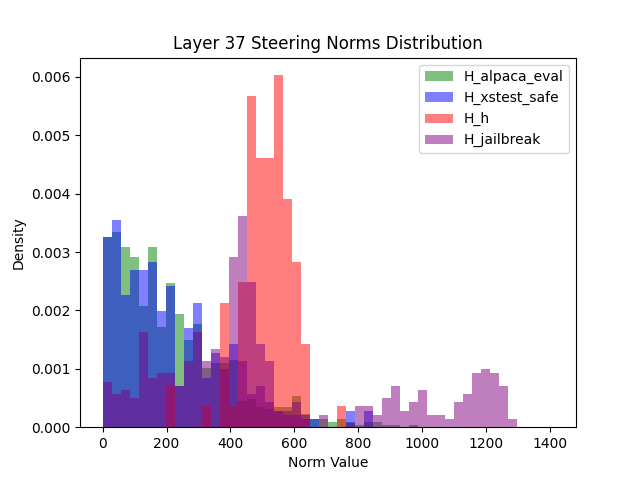 Layer 37 Steering Norms Distribution
H_alpaca_eval
H_xstest_safe
H_h
H_jailbreak
0.006
0.005
0.004
0.003
0.002
0.001
0.000
Density
0
200
400
600
800
1000
1200
1400
Norm Value